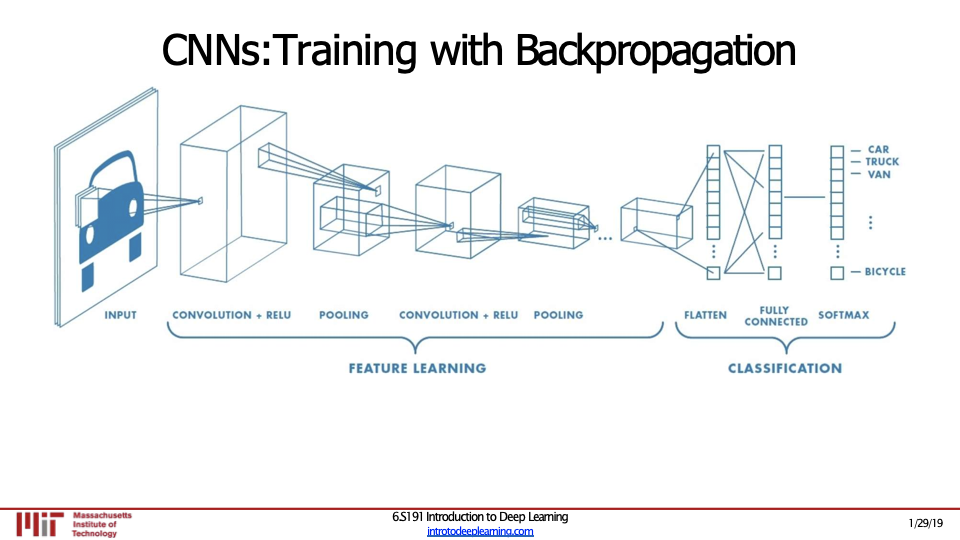 CNNs: Training with Backpropagation
CAR
TRUCK
VAN
BICYCLE
INPUT
CONVOLUTION + RELU
POOLING
CONVOLUTION + RELU
POOLING
FLATTEN
FULLY
CONNECTED
SOFTMAX
FEATURE LEARNING
CLASSIFICATION
Massachusetts
Institute of
Technology
6.S191 Introduction to Deep Learning
introtodeeplearning.com
1/29/19